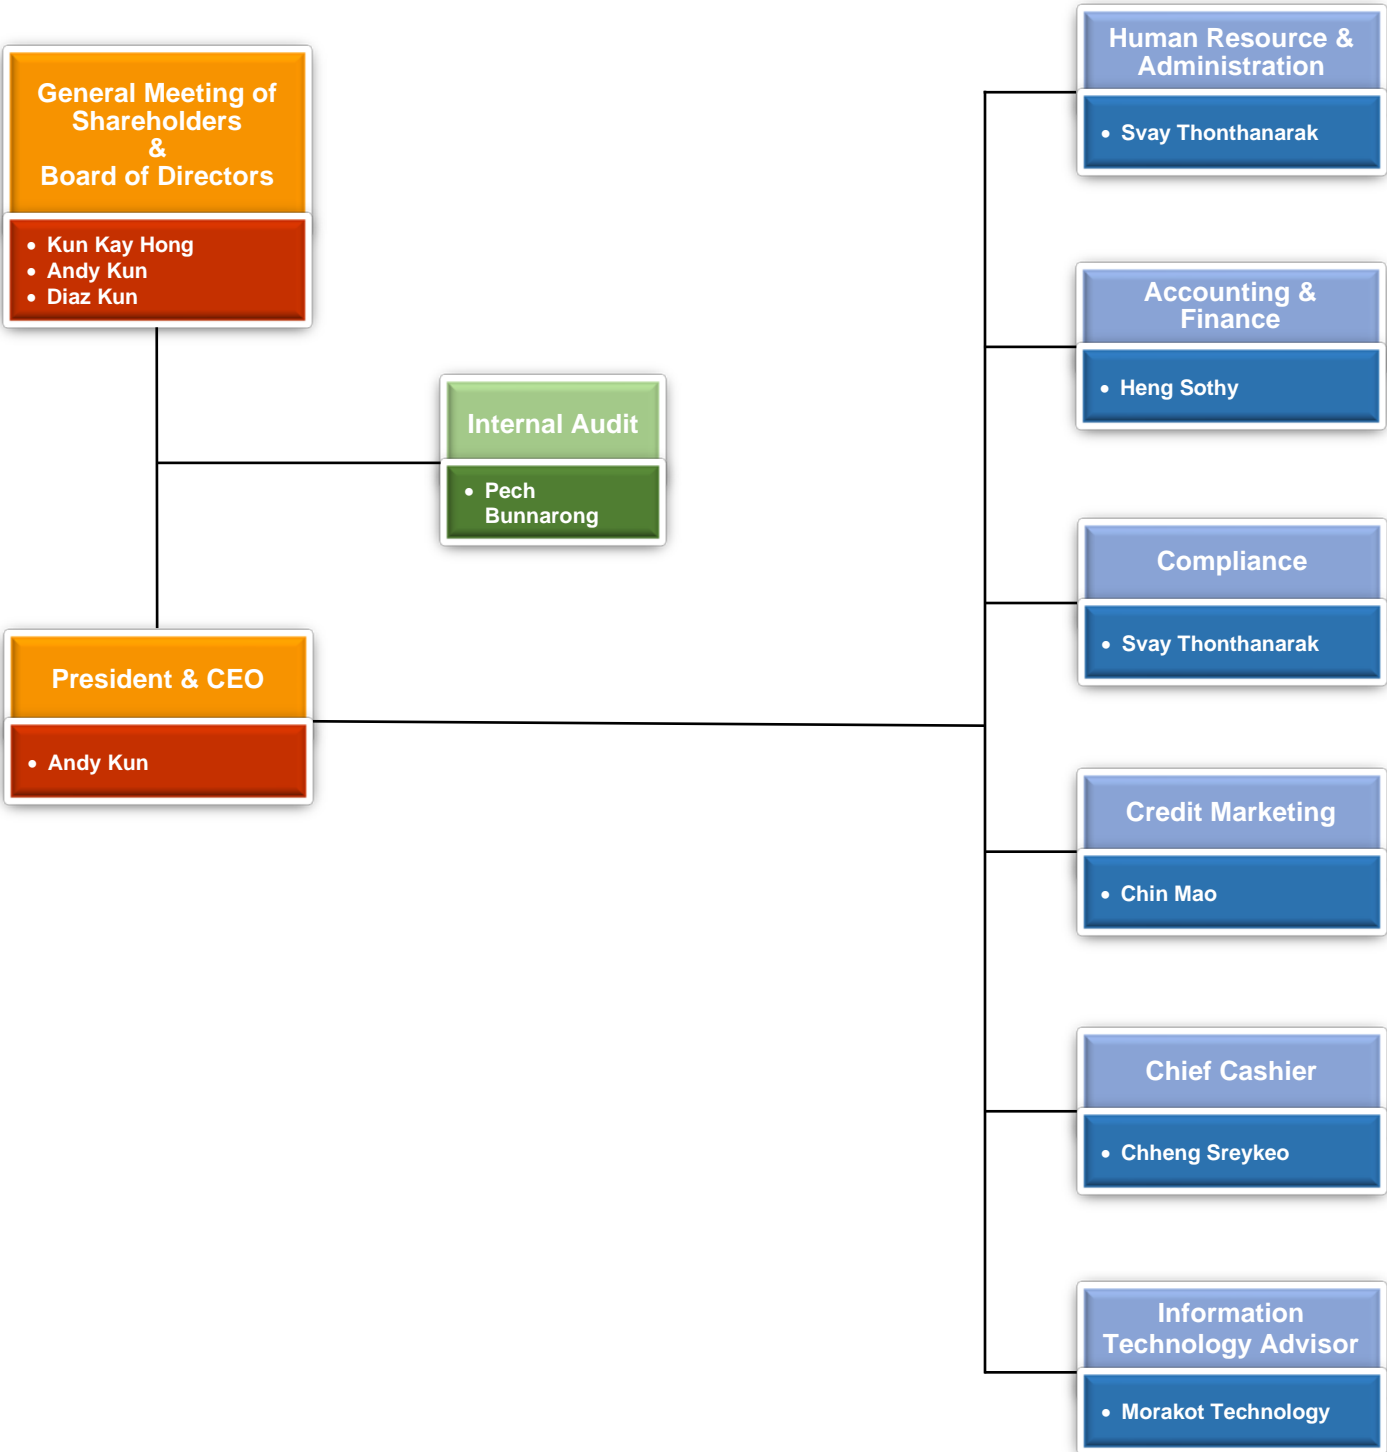 General Meeting of
Shareholders
&
Board of Directors
• Kun Kay Hong
• Andy Kun
• Diaz Kun
Internal Audit
• Pech
Bunnarong
President & CEO
• Andy Kun
Human Resource &
Administration
• Svay Thonthanarak
Accounting &
Finance
• Heng Sothy
Compliance
• Svay Thonthanarak
Credit Marketing
• Chin Mao
Chief Cashier
• Chheng Sreykeo
Information
Technology Advisor
• Morakot Technology